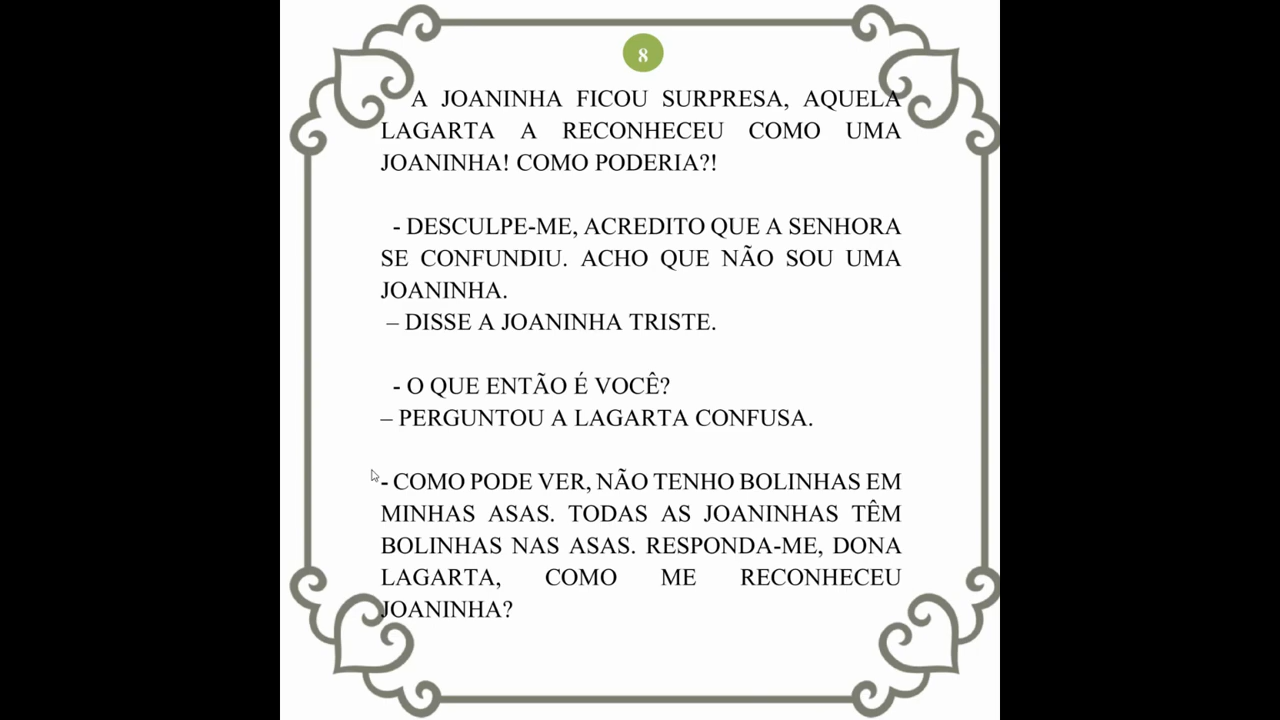 8
A JOANINHA FICOU SURPRESA, AQUELA
LAGARTA A RECONHECEU COMO UMA
JOANINHA! COMO PODERIA?!
- DESCULPE-ME, ACREDITO QUE A SENHORA
SE CONFUNDIU. ACHO QUE NÃO SOU UMA
JOANINHA.
– DISSE A JOANINHA TRISTE.
- O QUE ENTÃO É VOCÊ?
– PERGUNTOU A LAGARTA CONFUSA.
- COMO PODE VER, NÃO TENHO BOLINHAS EM
MINHAS ASAS. TODAS AS JOANINHAS TÊM
BOLINHAS NAS ASAS. RESPONDA-ME, DONA
LAGARTA, COMO ME RECONHECEU
JOANINHA?